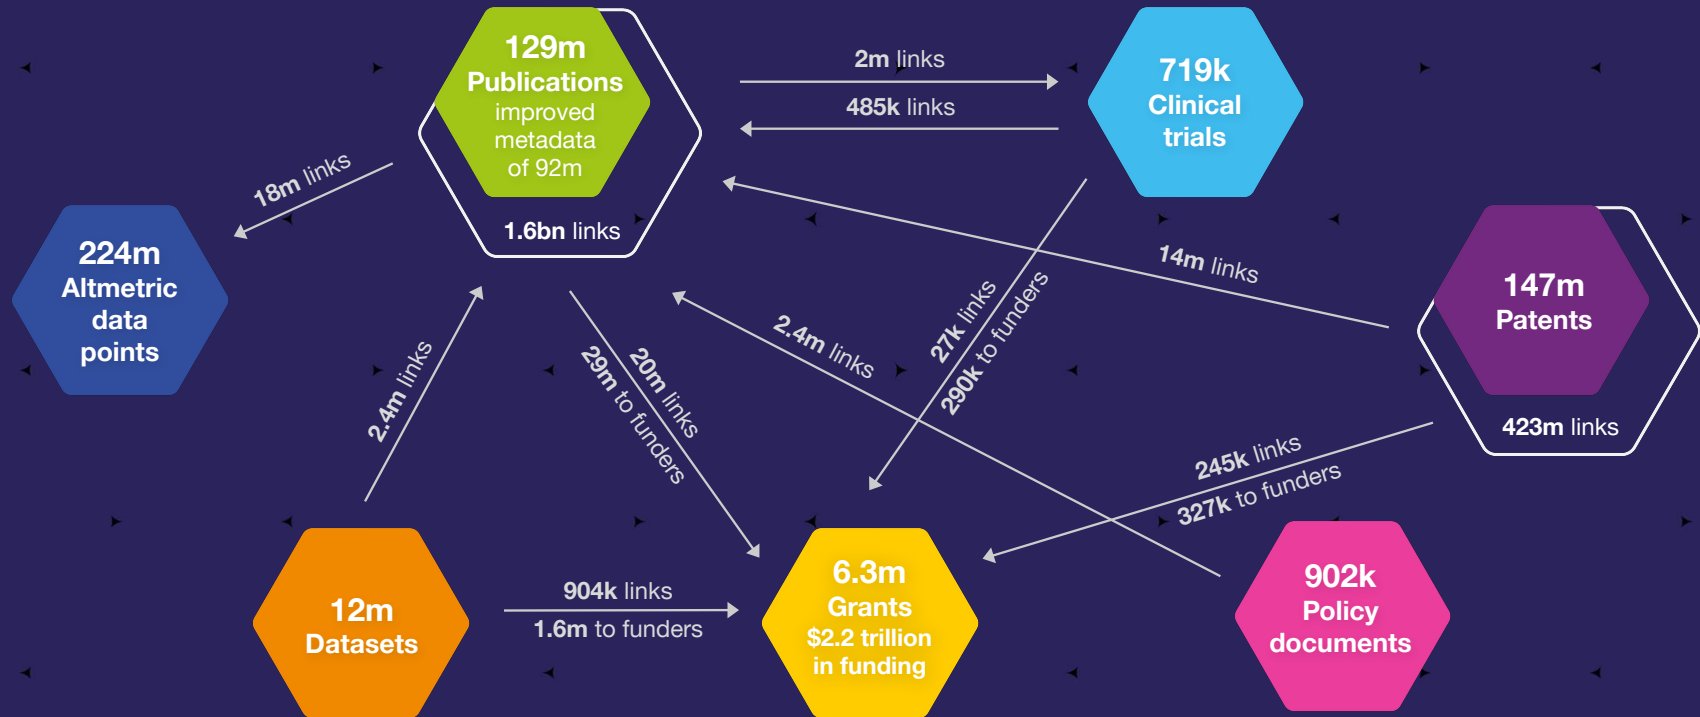 129m
Publications
improved
metadata
of 92m
1.6bn links
2m links
485k links
719k
Clinical
trials
18m links
224m
Altmetric
data
points
14m links
147m
Patents
423m links
27k links
290k to funders
2.4m links
2.4m links
20m links
29m to funders
245k links
327k to funders
12m
Datasets
904k links
1.6m to funders
6.3m
Grants
$2.2 trillion
in funding
902k
Policy
documents